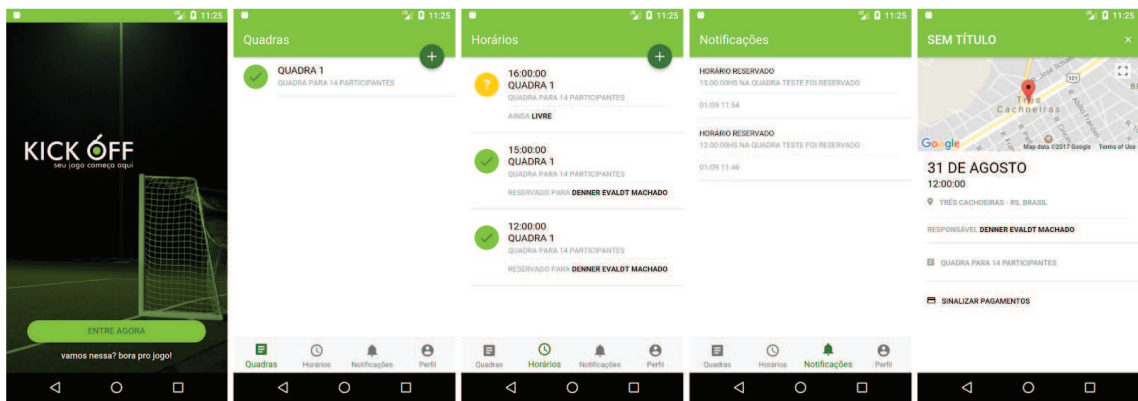 11:25
KICK OFF
seu jogo começa aqui
ENTRE AGORA
vamos nessa? bora pro jogo!
11:25
Quadras
+
QUADRA 1
QUADRA PARA 14 PARTICIPANTES
Quadras Horários Notificações Perfil
11:25
Horários
+
?
16:00:00
QUADRA 1
QUADRA PARA 14 PARTICIPANTES
AINDA LIVRE
15:00:00
QUADRA 1
QUADRA PARA 14 PARTICIPANTES
RESERVADO PARA DENNER EVALDT MACHADO
12:00:00
QUADRA 1
QUADRA PARA 14 PARTICIPANTES
RESERVADO PARA DENNER EVALDT MACHADO
Quadras Horários Notificações Perfil
11:25
Notificações
HORÁRIO RESERVADO
15:00:00HS NA QUADRA TESTE FOI RESERVADO
01/09 11:54
HORÁRIO RESERVADO
12:00:00HS NA QUADRA TESTE FOI RESERVADO
01/09 11:46
Quadras Horários Notificações Perfil
11:25
SEM TÍTULO ×
R. José Schau
101
Três
Cachoeiras
Google
Map data ©2017 Google Terms of Use
31 DE AGOSTO
12:00:00
TRÊS CACHOEIRAS - RS, BRASIL
RESPONSÁVEL DENNER EVALDT MACHADO
QUADRA PARA 14 PARTICIPANTES
SINALIZAR PAGAMENTOS